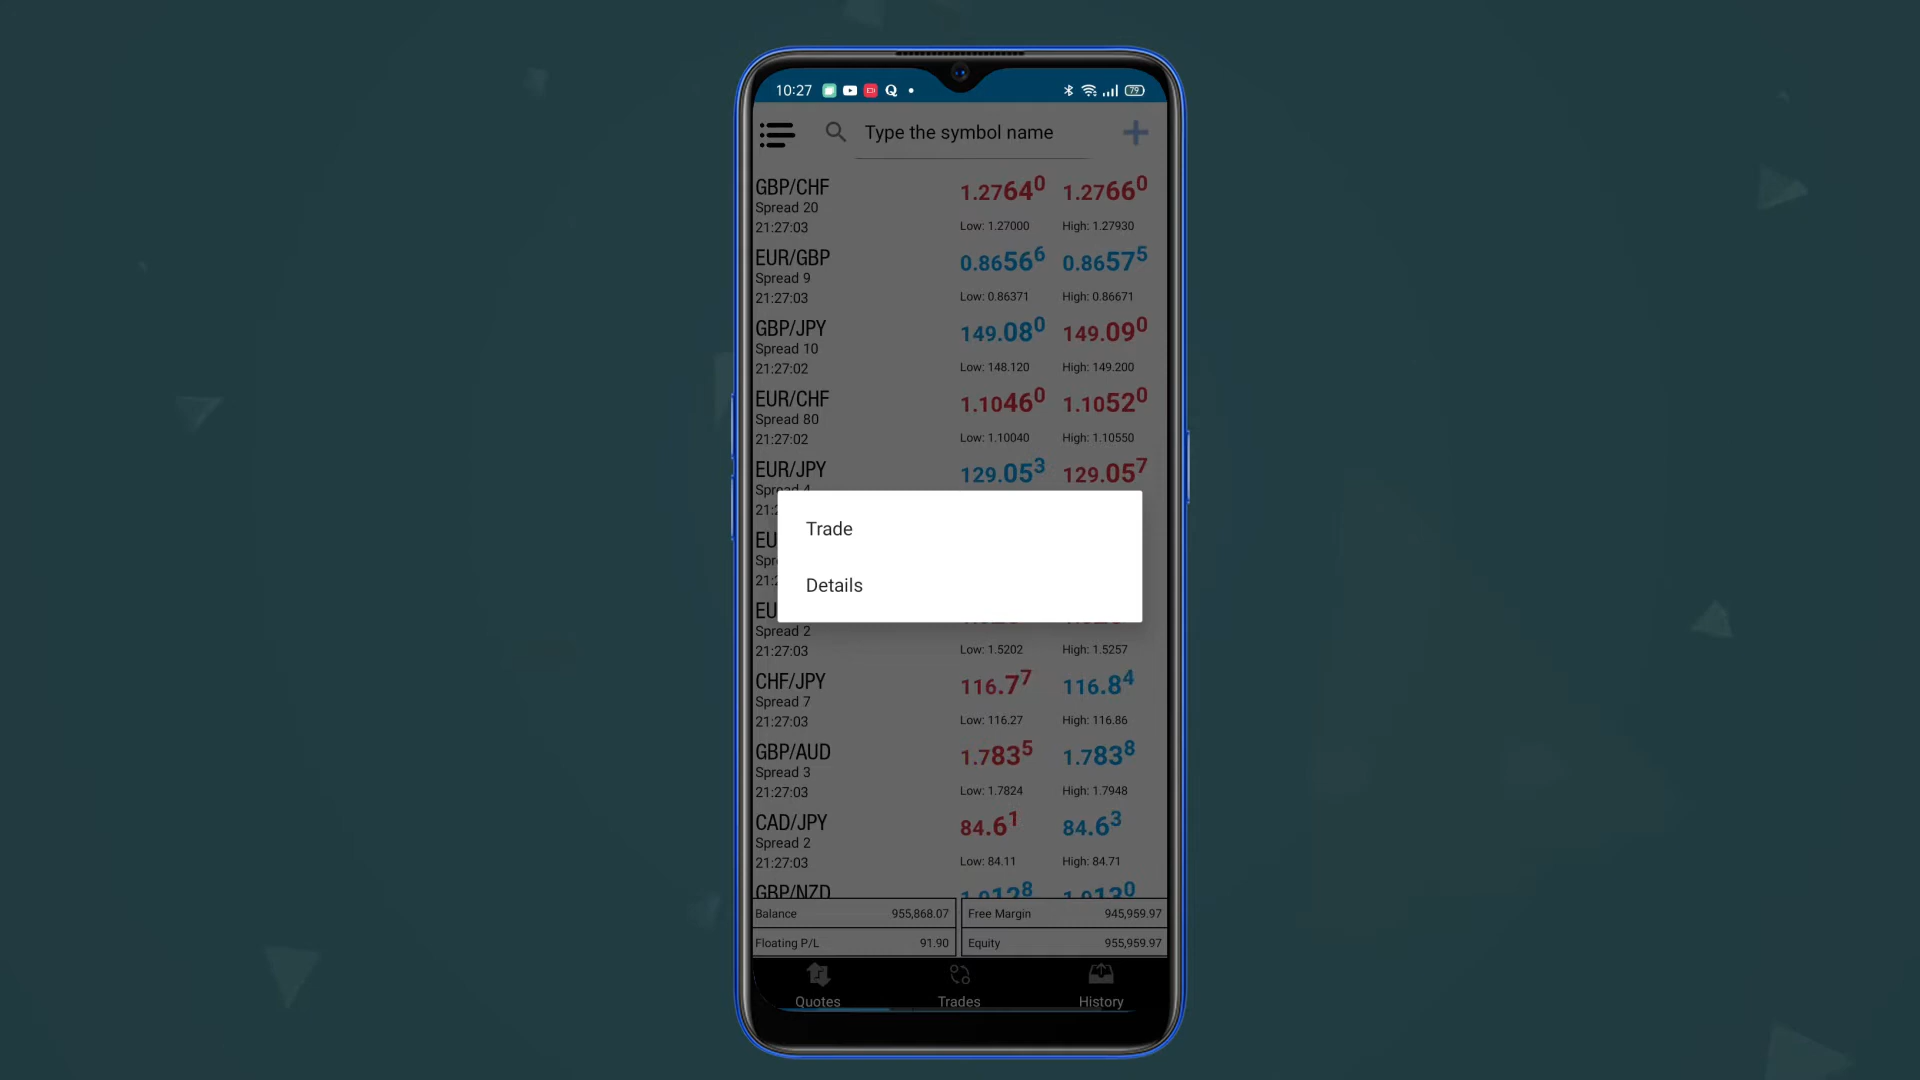 10:27 79
Type the symbol name
GBP/CHF 1.27640 1.27660
Spread 20
21:27:03 Low: 1.27000 High: 1.27930
EUR/GBP 0.86566 0.86575
Spread 9
21:27:03 Low: 0.86371 High: 0.86671
GBP/JPY 149.080 149.090
Spread 10
21:27:02 Low: 148.120 High: 149.200
EUR/CHF 1.10460 1.10520
Spread 80
21:27:02 Low: 1.10040 High: 1.10550
EUR/JPY 129.053 129.057
Trade
Details
Spread 2
21:27:03 Low: 1.5202 High: 1.5257
CHF/JPY 116.77 116.84
Spread 7
21:27:03 Low: 116.27 High: 116.86
GBP/AUD 1.7835 1.7838
Spread 3
21:27:03 Low: 1.7824 High: 1.7948
CAD/JPY 84.61 84.63
Spread 2
21:27:03 Low: 84.11 High: 84.71
GBP/NZD 1.9128 1.9130
Balance 955,868.07 Free Margin 945,959.97
Floating P/L 91.90 Equity 955,959.97
Quotes Trades History